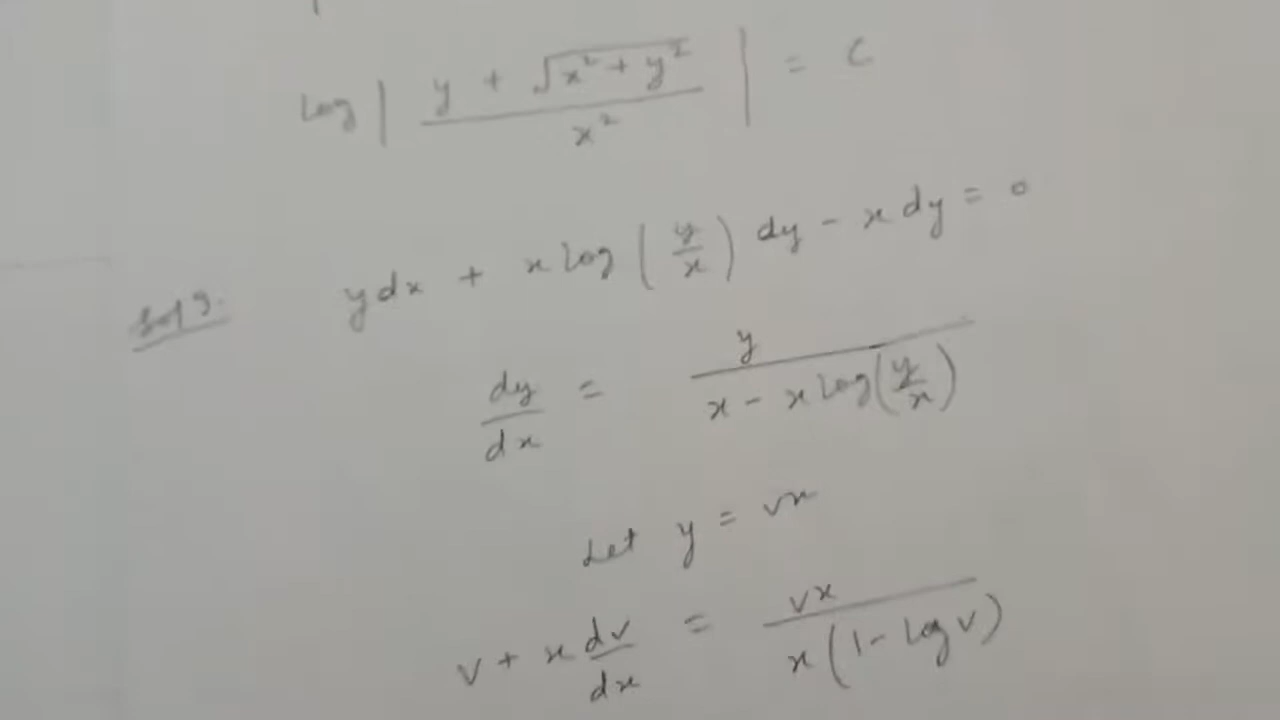 log | (y + √(x² + y²)) / x² | = c
Sol 9. y dx + x log (y/x) dy - x dy = 0
dy/dx = y / (x - x log(y/x))
Let y = vx
v + x dv/dx = vx / (x(1 - log v))